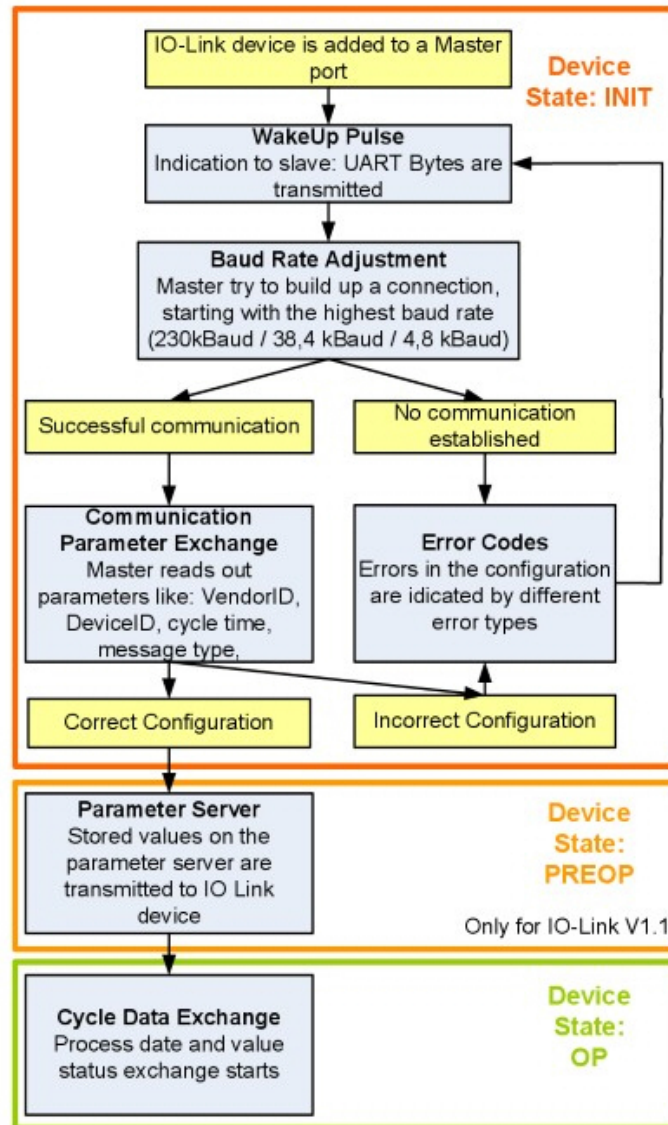 IO-Link device is added to a Master
port
Device
State: INIT
WakeUp Pulse
Indication to slave: UART Bytes are
transmitted
Baud Rate Adjustment
Master try to build up a connection,
starting with the highest baud rate
(230kBaud / 38,4 kBaud / 4,8 kBaud)
Successful communication
No communication
established
Communication
Parameter Exchange
Master reads out
parameters like: VendorID,
DeviceID, cycle time,
message type,
Error Codes
Errors in the configuration
are idicated by different
error types
Correct Configuration
Incorrect Configuration
Parameter Server
Stored values on the
parameter server are
transmitted to IO Link
device
Device
State:
PREOP
Only for IO-Link V1.1
Cycle Data Exchange
Process date and value
status exchange starts
Device
State:
OP